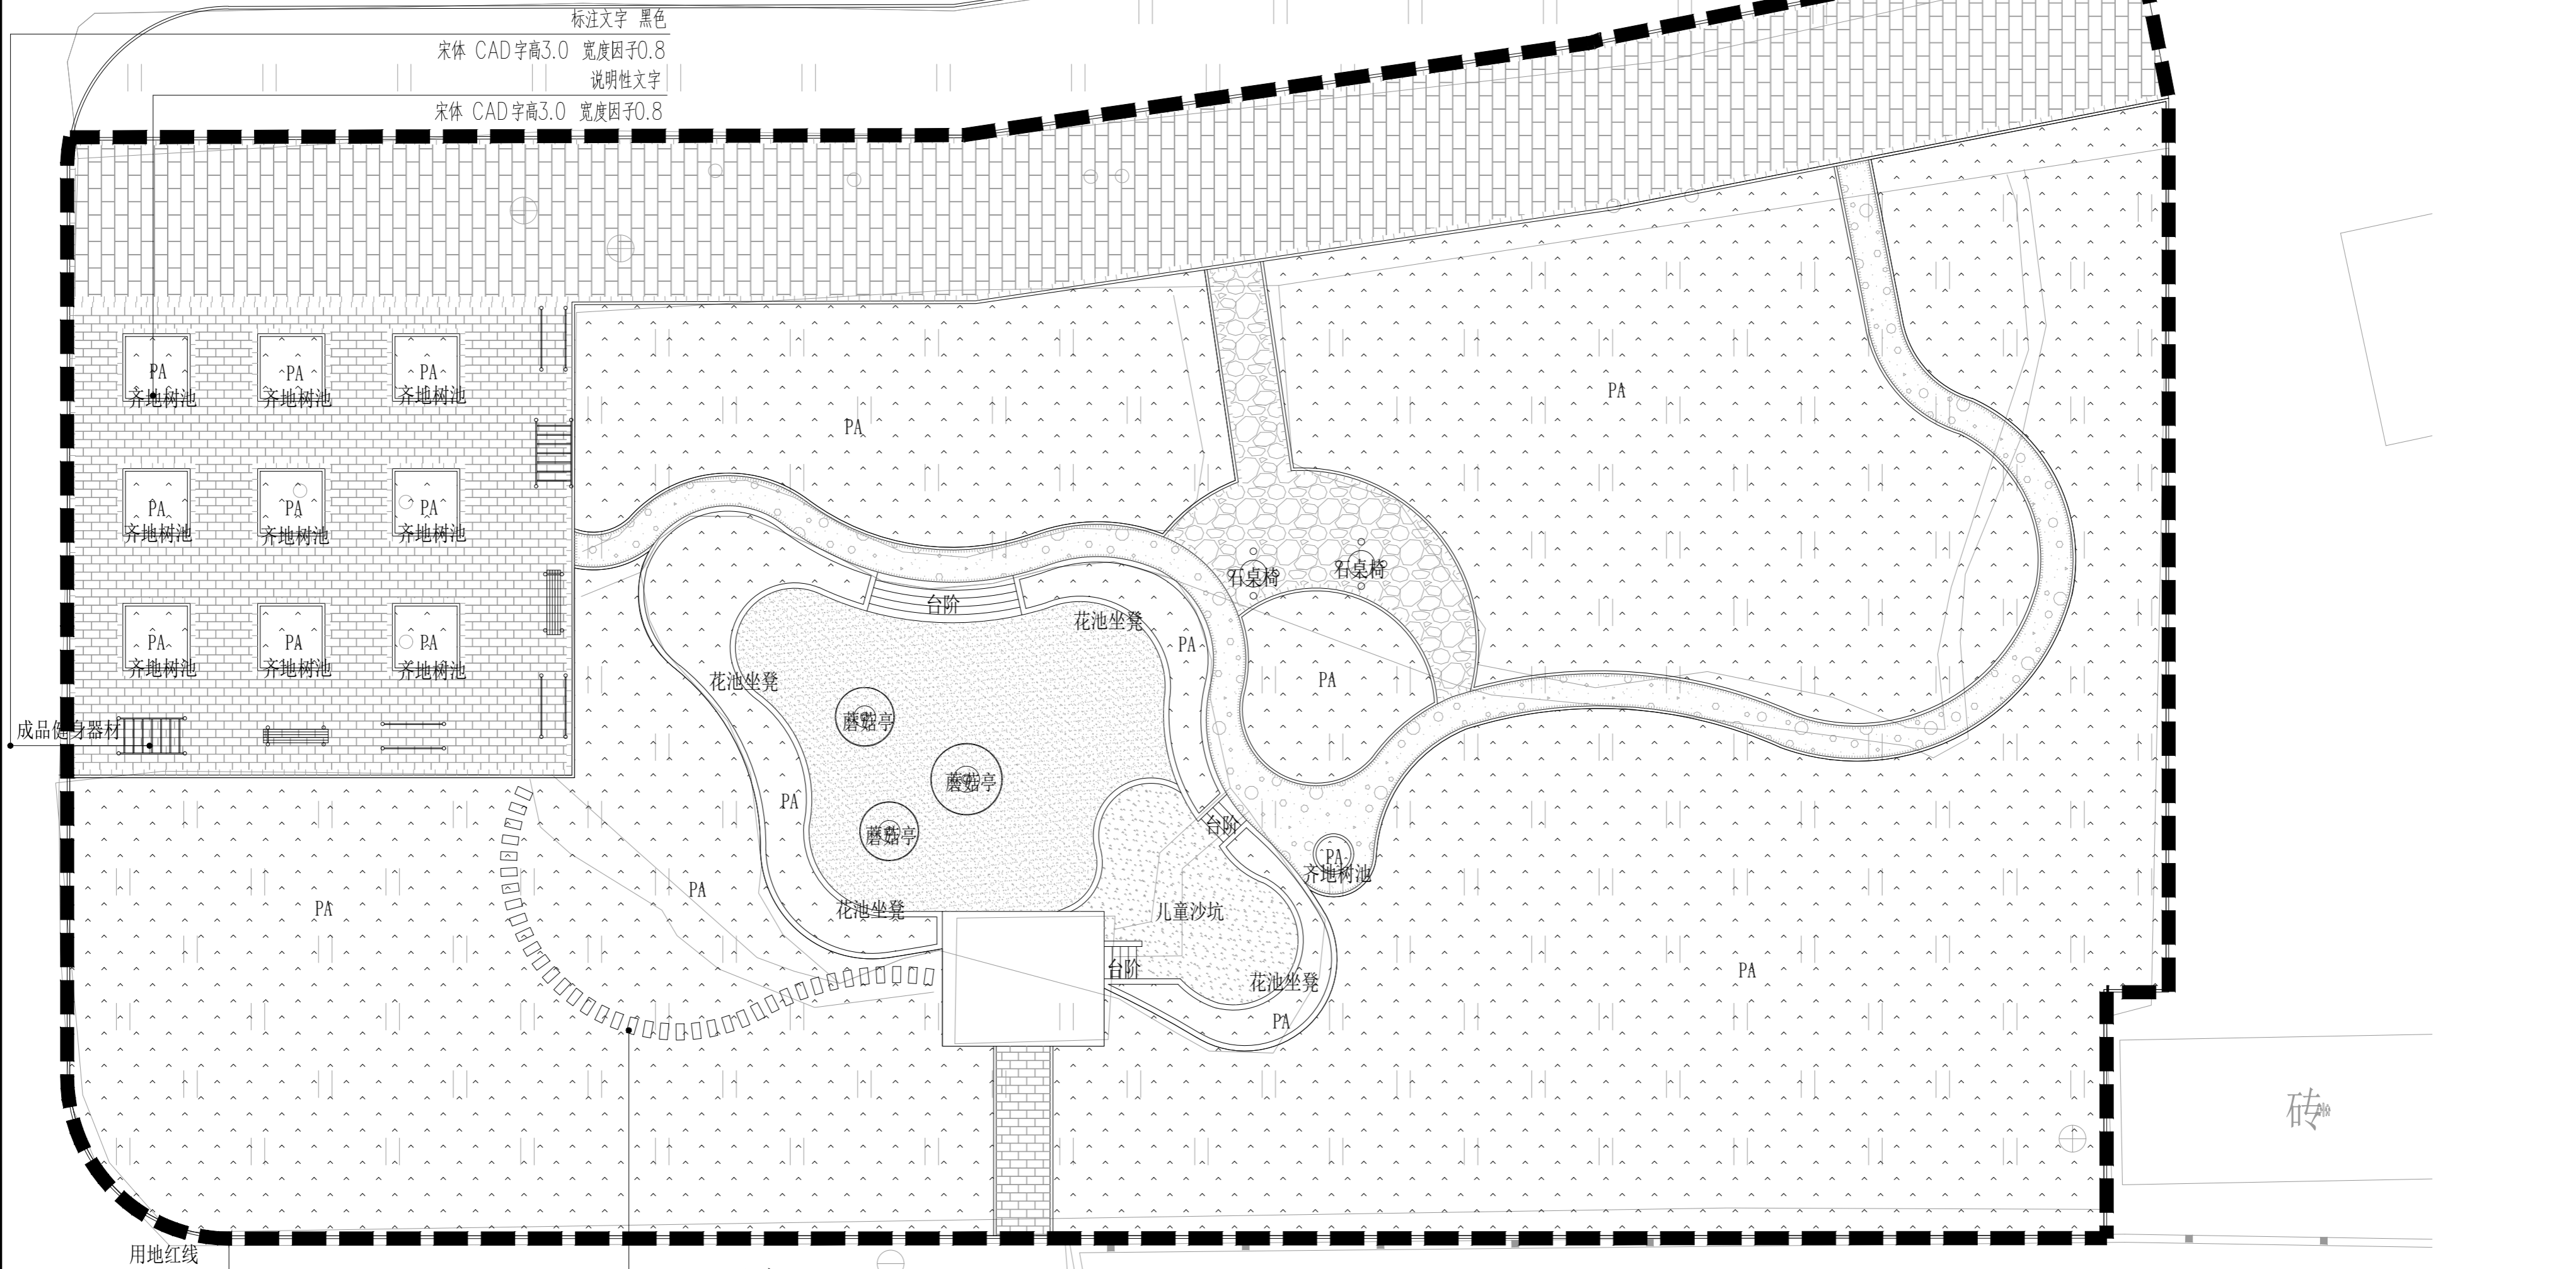 标注文字 黑色
宋体 CAD字高3.0 宽度因子0.8
说明性文字
宋体 CAD字高3.0 宽度因子0.8
PA
齐地树池
PA
齐地树池
PA
齐地树池
PA
PA
PA
齐地树池
PA
齐地树池
PA
齐地树池
石桌椅
石桌椅
台阶
花池坐凳
PA
齐地树池
PA
齐地树池
PA
齐地树池
PA
PA
花池坐凳
蘑菇亭
成品健身器材
蘑菇亭
PA
蘑菇亭
台阶
PA
齐地树池
PA
PA
花池坐凳
儿童沙坑
台阶
PA
花池坐凳
PA
砖
用地红线